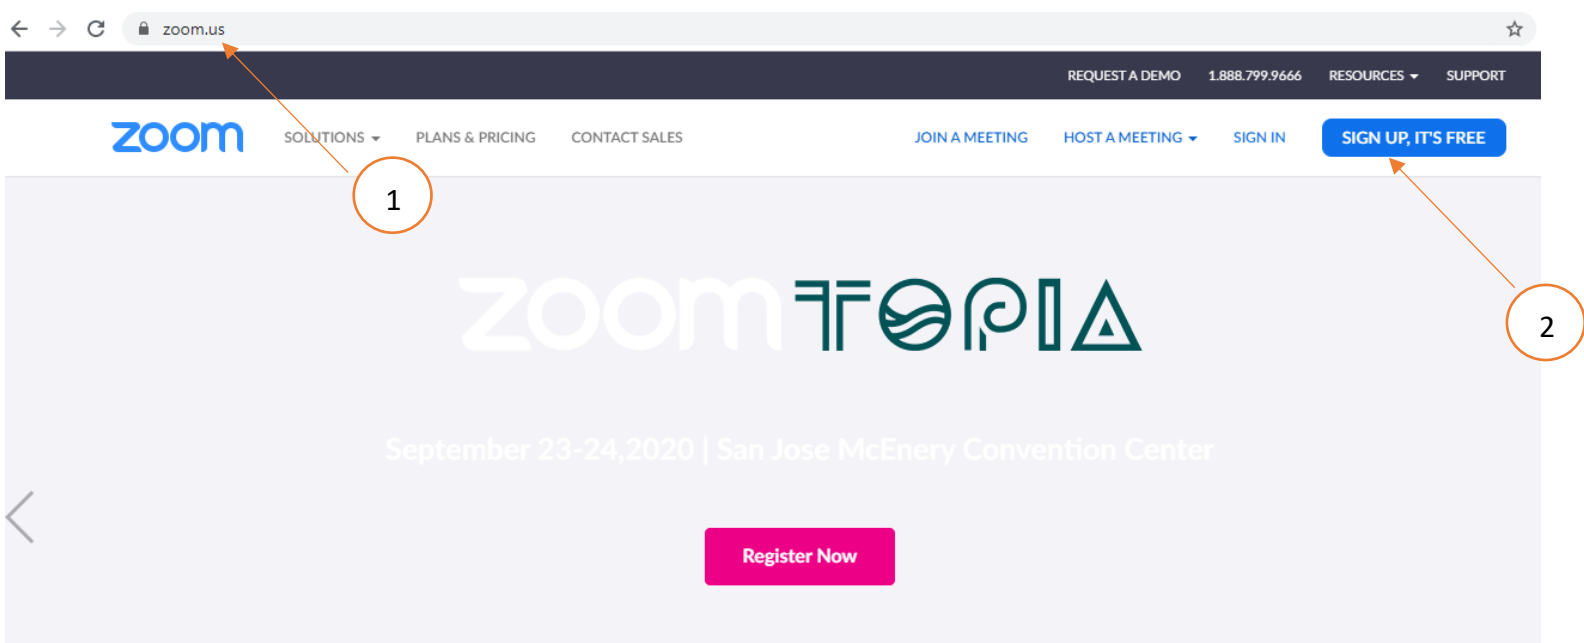 zoom.us
REQUEST A DEMO 1.888.799.9666 RESOURCES SUPPORT
zoom SOLUTIONS PLANS & PRICING CONTACT SALES JOIN A MEETING HOST A MEETING SIGN IN SIGN UP, IT'S FREE
1
zoomTOPIA
2
September 23-24,2020 | San Jose McEnery Convention Center
Register Now